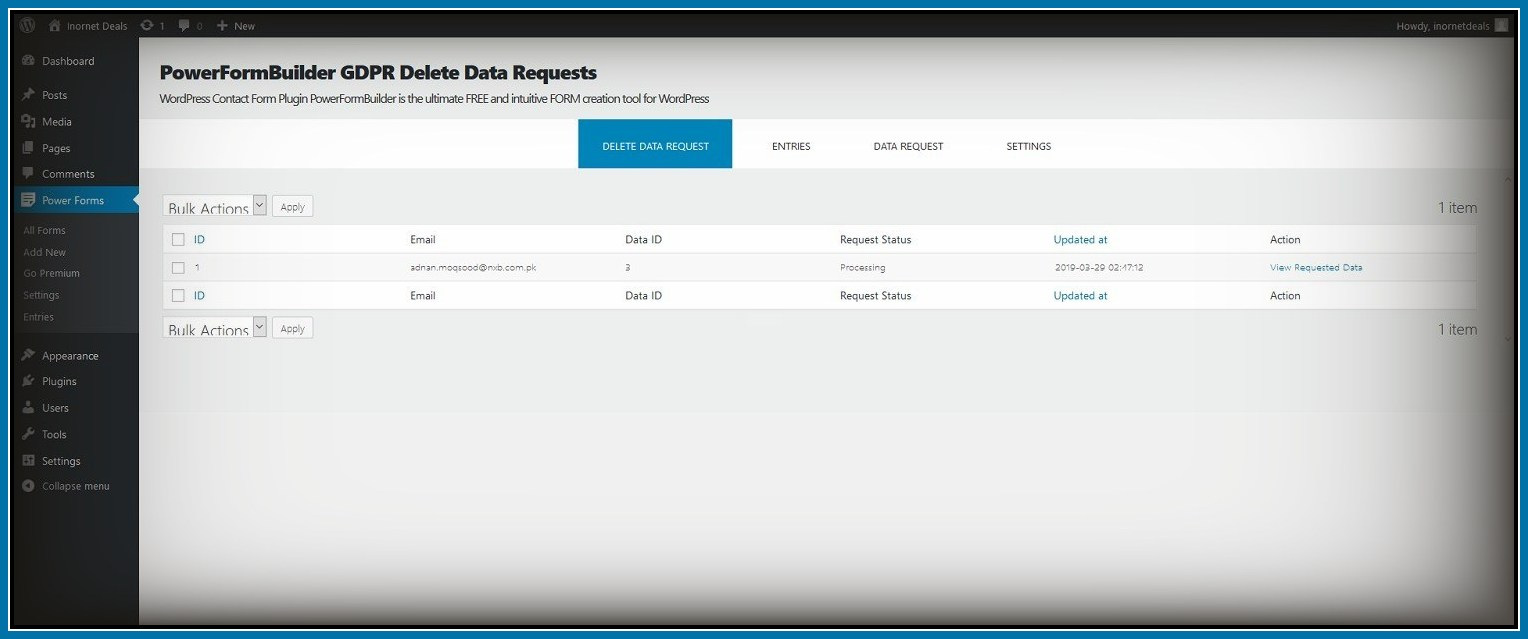 inornet Deals 1 0 New Howdy, inornetdeals
Dashboard
Posts
Media
Pages
Comments
Power Forms
All Forms
Add New
Go Premium
Settings
Entries
Appearance
Plugins
Users
Tools
Settings
Collapse menu
PowerFormBuilder GDPR Delete Data Requests
WordPress Contact Form Plugin PowerFormBuilder is the ultimate FREE and intuitive FORM creation tool for WordPress
DELETE DATA REQUEST ENTRIES DATA REQUEST SETTINGS
Bulk Actions Apply 1 item
ID Email Data ID Request Status Updated at Action
1 adnan.moqsood@nxb.com.pk 3 Processing 2019-03-29 02:47:12 View Requested Data
ID Email Data ID Request Status Updated at Action
Bulk Actions Apply 1 item